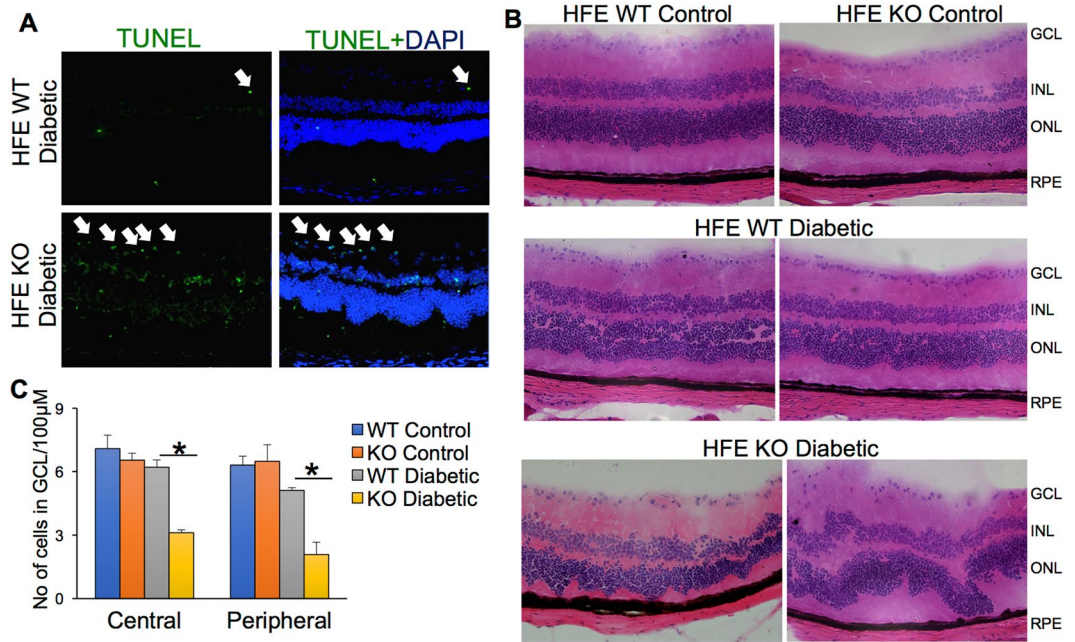 A
TUNEL
TUNEL+DAPI
HFE WT
Diabetic
HFE KO
Diabetic
B
HFE WT Control
HFE KO Control
GCL
INL
ONL
RPE
HFE WT Diabetic
GCL
INL
ONL
RPE
HFE KO Diabetic
GCL
INL
ONL
RPE
C
No of cells in GCL/100µM
9
6
3
0
*
*
WT Control
KO Control
WT Diabetic
KO Diabetic
Central
Peripheral